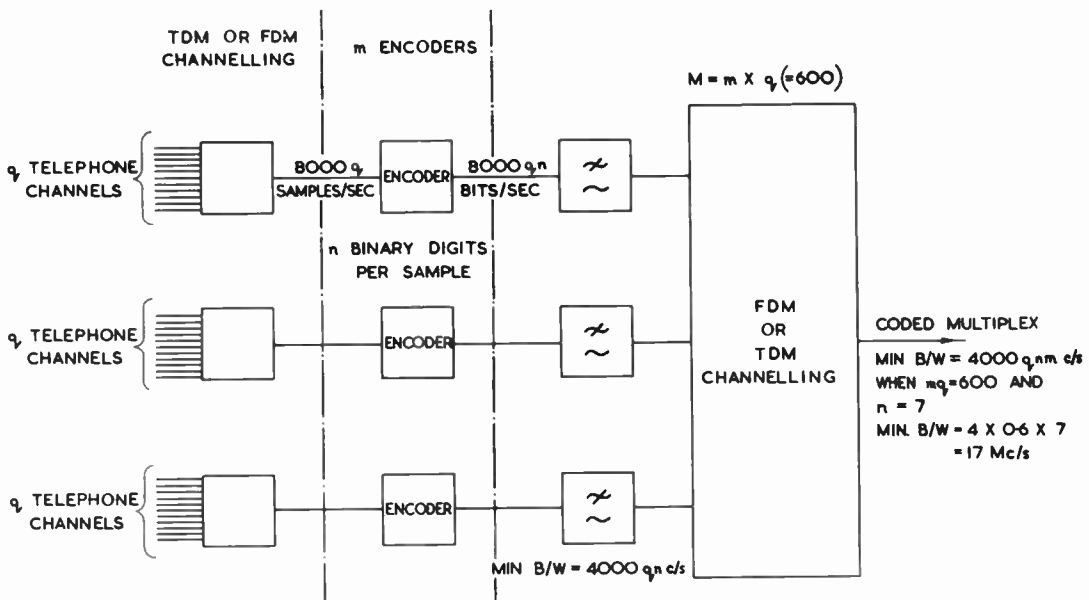 TDM OR FDM
CHANNELLING
m ENCODERS
M = m X q (=600)
q TELEPHONE
CHANNELS
8000 q
SAMPLES/SEC
ENCODER
8000 qn
BITS/SEC
n BINARY DIGITS
PER SAMPLE
q TELEPHONE
CHANNELS
ENCODER
FDM
OR
TDM
CHANNELLING
CODED MULTIPLEX
MIN B/W = 4000 qnm c/s
WHEN mq=600 AND
n = 7
MIN. B/W = 4 X 0·6 X 7
= 17 Mc/s
q TELEPHONE
CHANNELS
ENCODER
MIN B/W = 4000 qn c/s